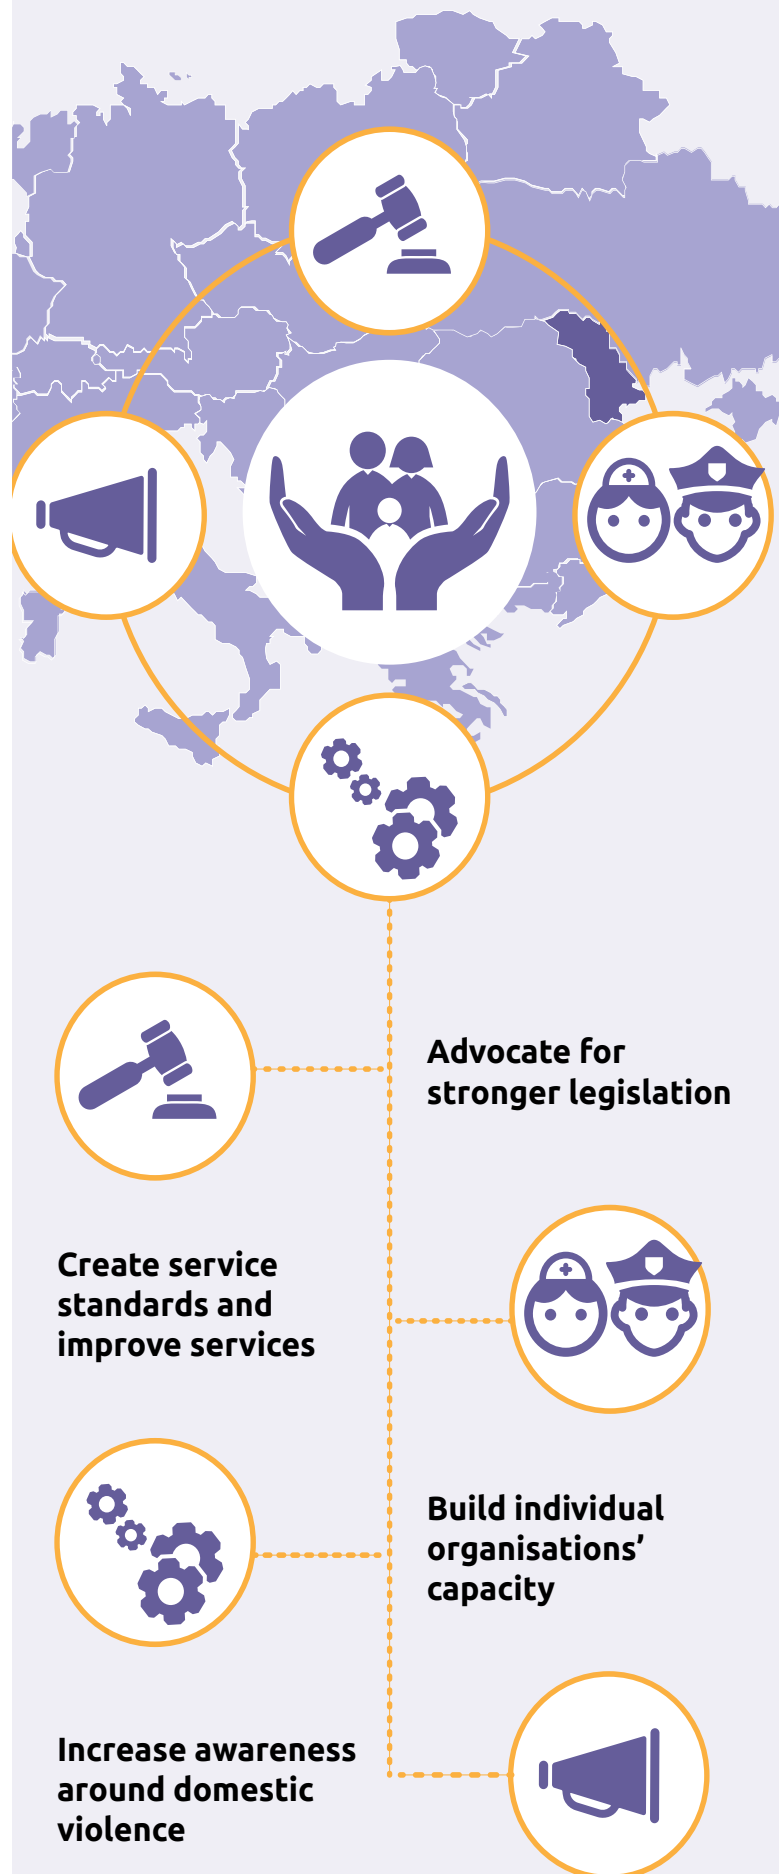 Advocate for
stronger legislation
Create service
standards and
improve services
Build individual
organisations’
capacity
Increase awareness
around domestic
violence